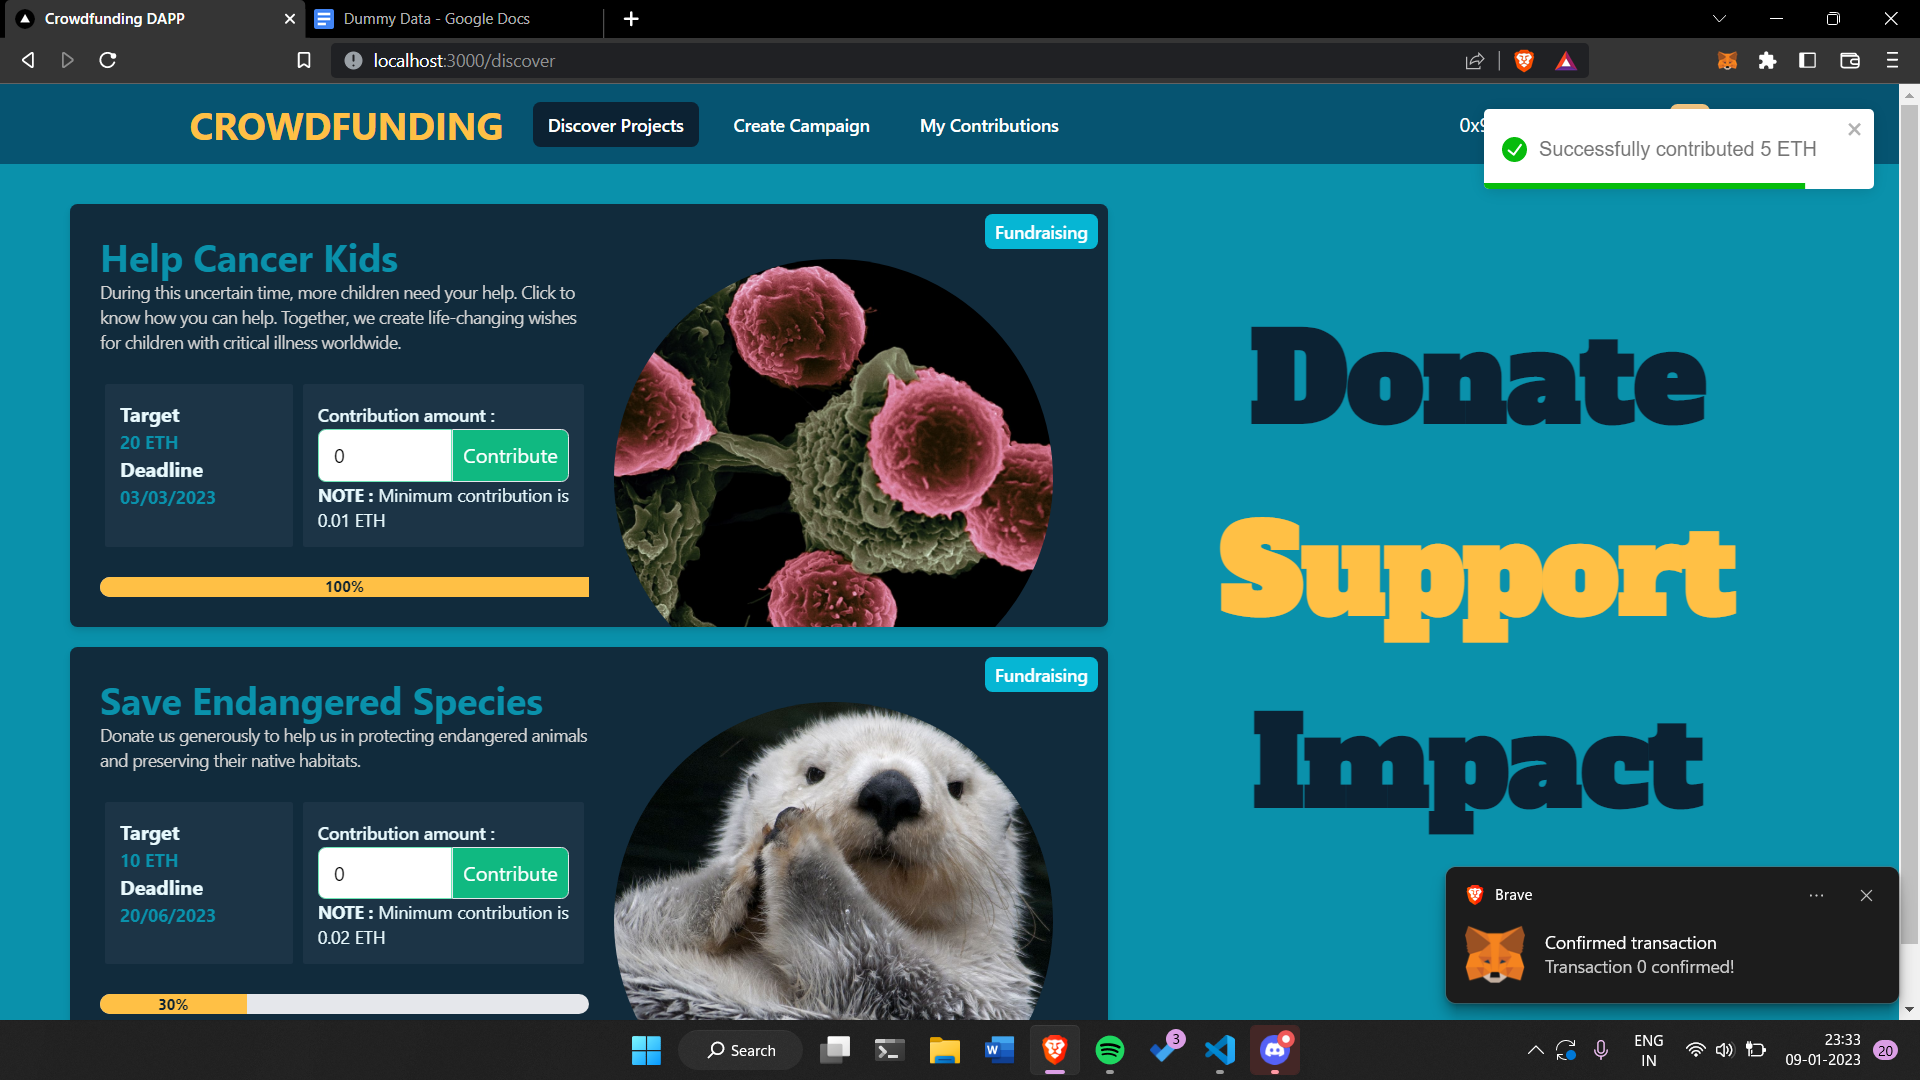 Crowdfunding DAPP
Dummy Data - Google Docs
localhost:3000/discover
CROWDFUNDING
Discover Projects
Create Campaign
My Contributions
Successfully contributed 5 ETH
Fundraising
Help Cancer Kids
During this uncertain time, more children need your help. Click to
know how you can help. Together, we create life-changing wishes
for children with critical illness worldwide.
Target
20 ETH
Deadline
03/03/2023
Contribution amount :
0
Contribute
NOTE : Minimum contribution is
0.01 ETH
100%
Fundraising
Save Endangered Species
Donate us generously to help us in protecting endangered animals
and preserving their native habitats.
Target
10 ETH
Deadline
20/06/2023
Contribution amount :
0
Contribute
NOTE : Minimum contribution is
0.02 ETH
30%
Donate
Support
Impact
Brave
Confirmed transaction
Transaction 0 confirmed!
Search
3
ENG
IN
23:33
09-01-2023
20